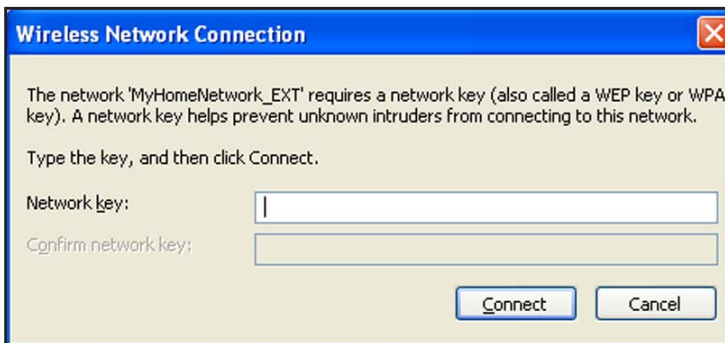 Wireless Network Connection
The network 'MyHomeNetwork_EXT' requires a network key (also called a WEP key or WPA
key). A network key helps prevent unknown intruders from connecting to this network.
Type the key, and then click Connect.
Network key:
Confirm network key:
Connect Cancel